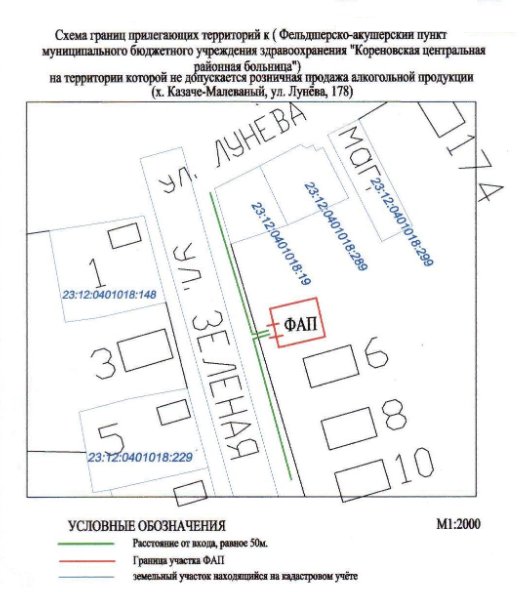 Схема границ прилегающих территорий к ( Фельдшерско-акушерский пункт
муниципального бюджетного учреждения здравоохранения "Кореновская центральная
районная больница")
на территории которой не допускается розничная продажа алкогольной продукции
(х. Казаче-Малеваный, ул. Лунёва, 178)
ул. ЛУНЕВА
маг.
174
23:12:0401018:19
23:12:0401018:289
23:12:0401018:299
1
23:12:0401018:148
УЛ. ЗЕЛЕНАЯ
ФАП
3
6
5
23:12:0401018:229
8
10
УСЛОВНЫЕ ОБОЗНАЧЕНИЯ
М1:2000
Расстояние от входа, равное 50м.
Граница участка ФАП
земельный участок находящийся на кадастровом учёте